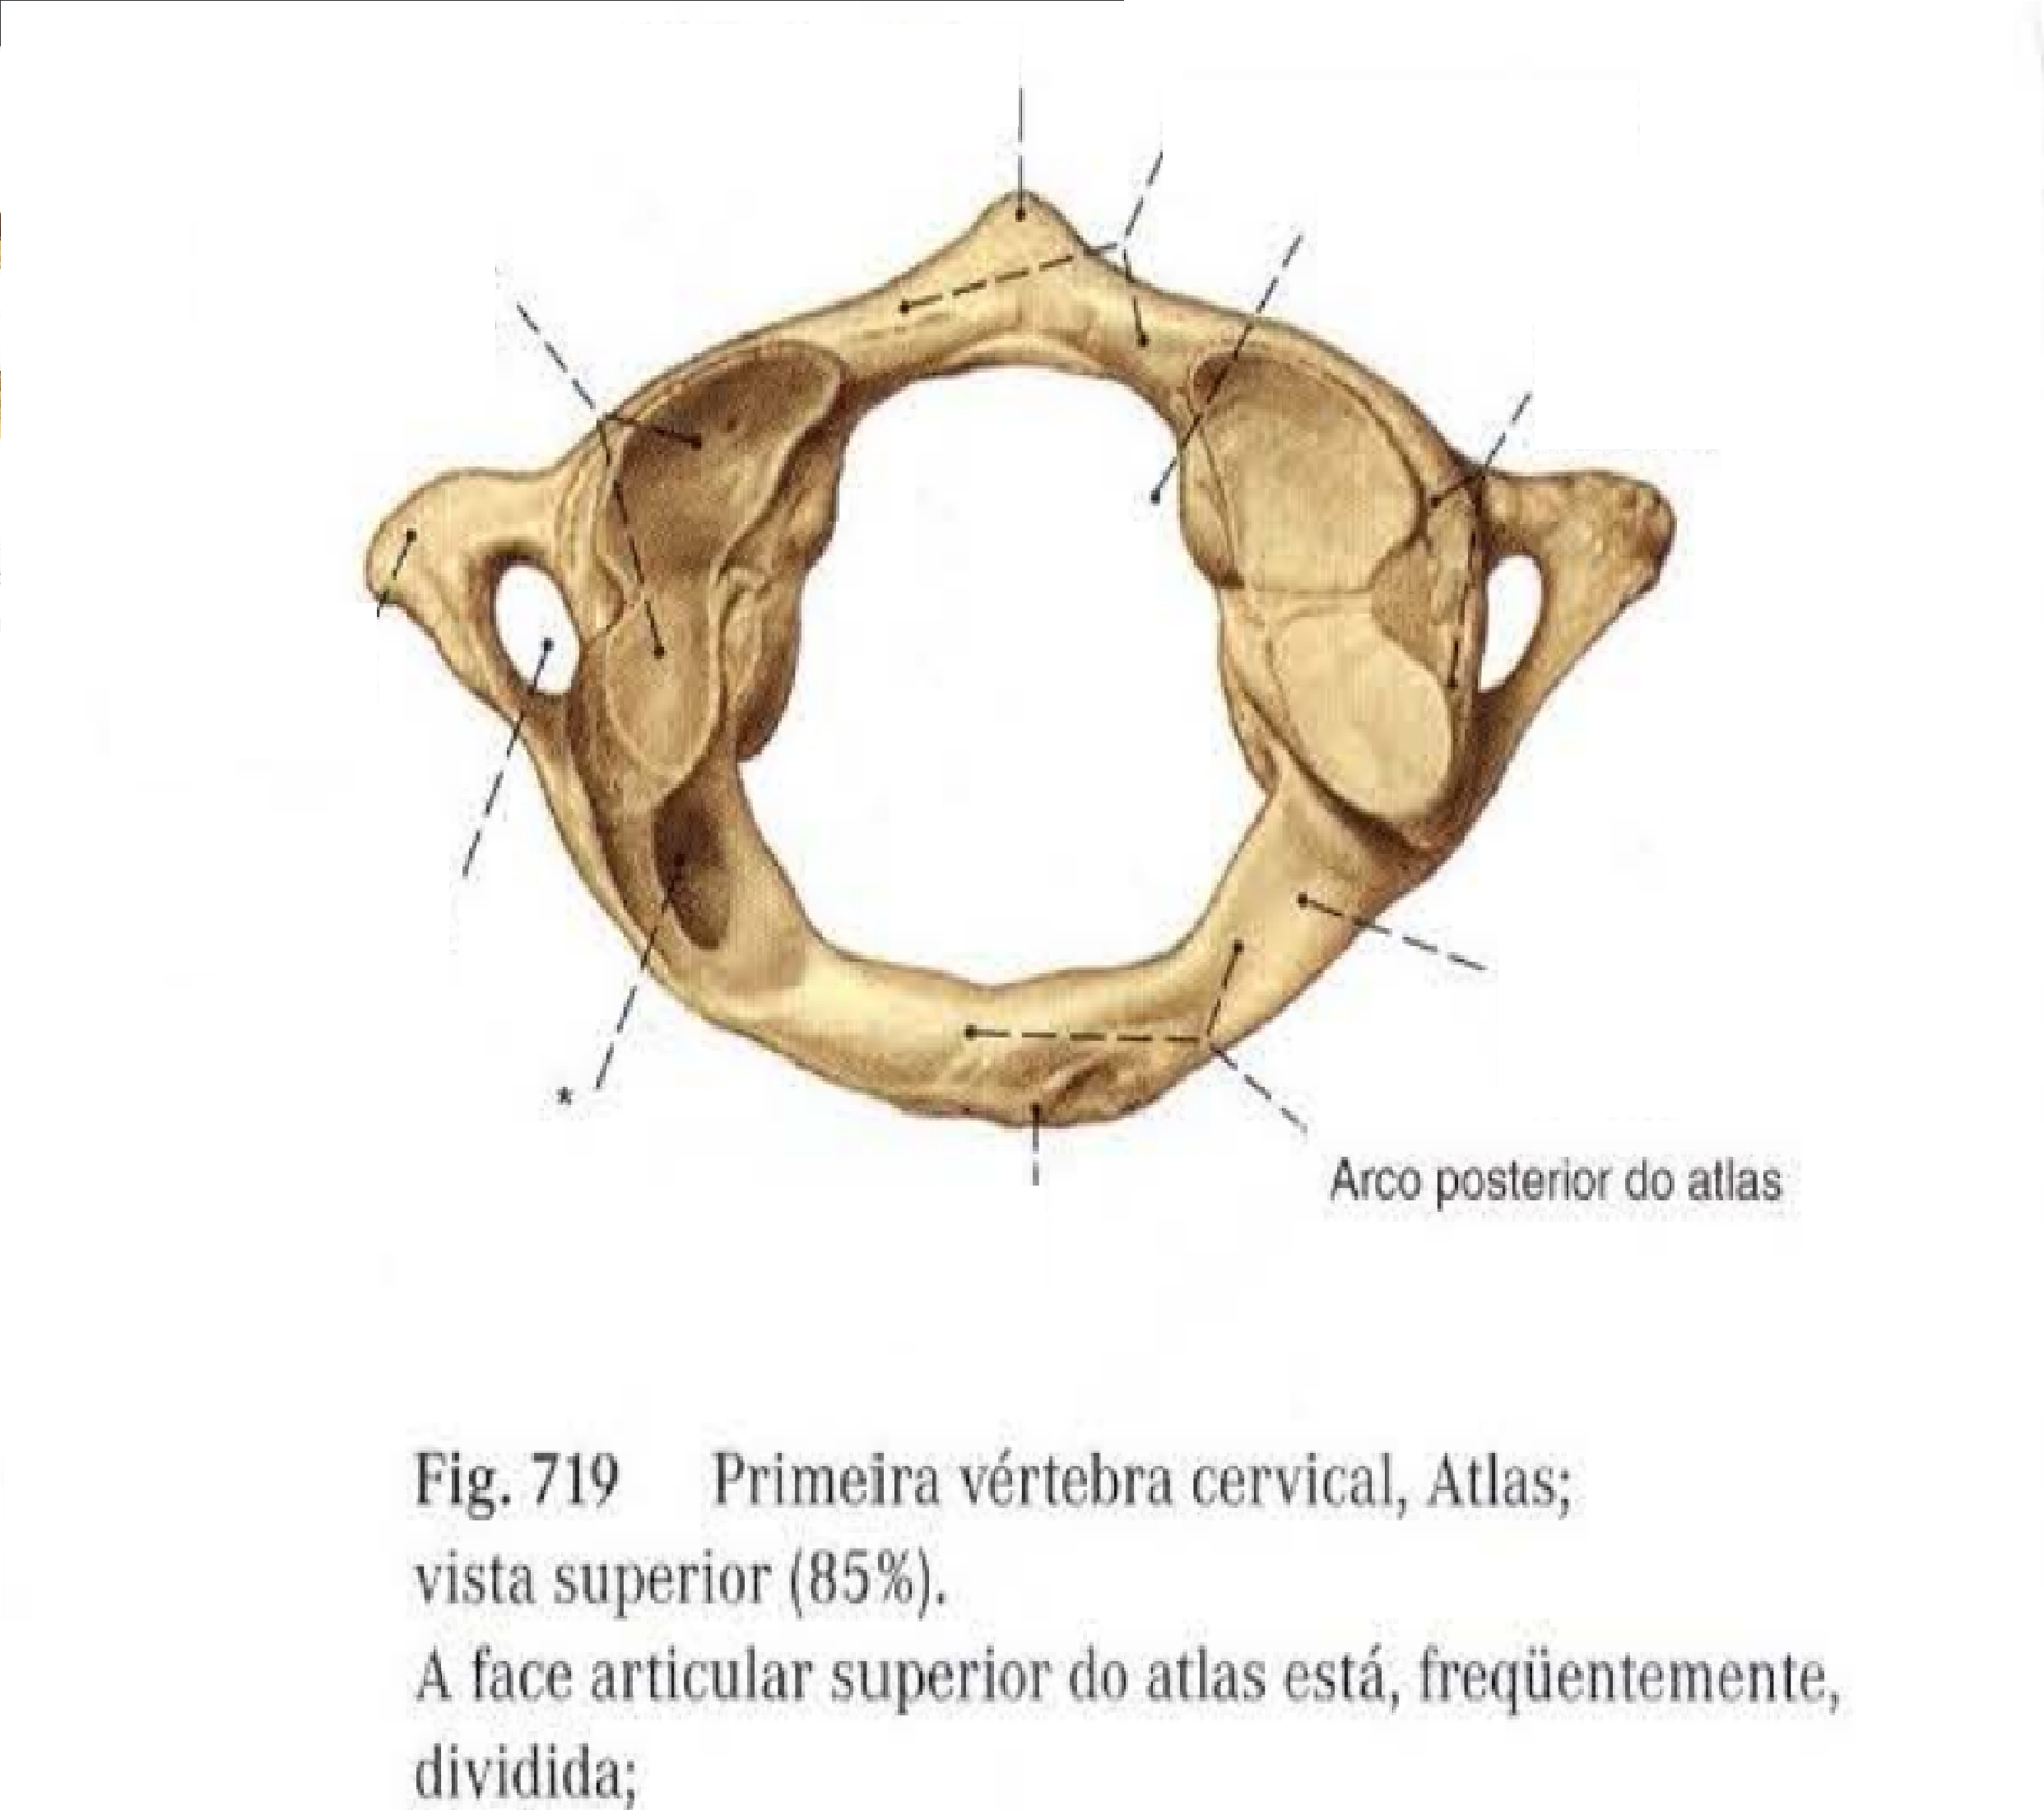 *
Arco posterior do atlas
Fig. 719 Primeira vértebra cervical, Atlas;
vista superior (85%).
A face articular superior do atlas está, freqüentemente,
dividida;